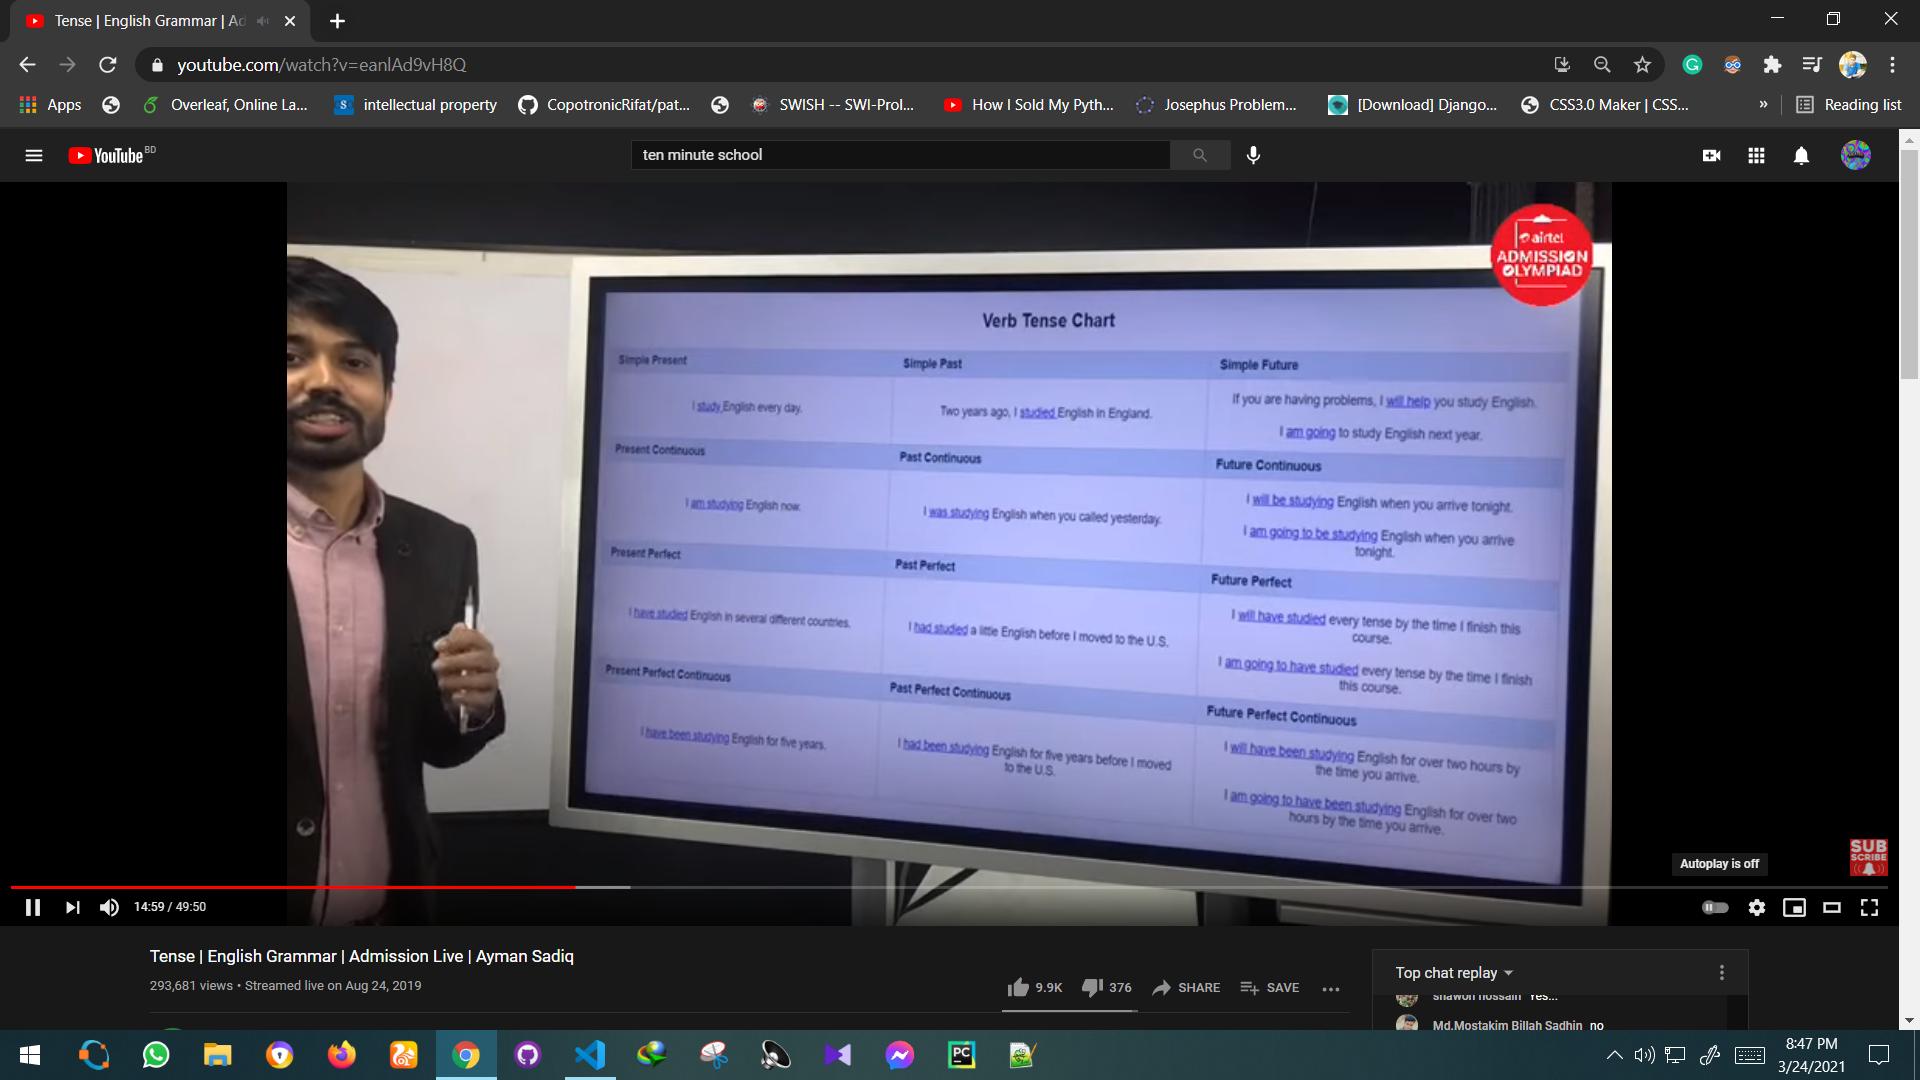 Tense | English Grammar | Ad
youtube.com/watch?v=eanlAd9vH8Q
Apps
Overleaf, Online La...
intellectual property
CopotronicRifat/pat...
SWISH -- SWI-Prol...
How I Sold My Pyth...
Josephus Problem...
[Download] Django...
CSS3.0 Maker | CSS...
»
Reading list
YouTube BD
ten minute school
airtel
ADMISSION
OLYMPIAD
Verb Tense Chart
Simple Present
Simple Past
Simple Future
I study English every day.
Two years ago, I studied English in England.
If you are having problems, I will help you study English.
I am going to study English next year.
Present Continuous
Past Continuous
Future Continuous
I am studying English now.
I was studying English when you called yesterday.
I will be studying English when you arrive tonight.
I am going to be studying English when you arrive
tonight.
Present Perfect
Past Perfect
Future Perfect
I have studied English in several different countries.
I had studied a little English before I moved to the U.S.
I will have studied every tense by the time I finish this
course.
I am going to have studied every tense by the time I finish
this course.
Present Perfect Continuous
Past Perfect Continuous
Future Perfect Continuous
I have been studying English for five years.
I had been studying English for five years before I moved
to the U.S.
I will have been studying English for over two hours by
the time you arrive.
I am going to have been studying English for over two
hours by the time you arrive.
Autoplay is off
SUB
SCRIBE
14:59 / 49:50
Tense | English Grammar | Admission Live | Ayman Sadiq
293,681 views • Streamed live on Aug 24, 2019
9.9K
376
SHARE
SAVE
Top chat replay
shawon hossain Yes...
Md.Mostakim Billah Sadhin no
PC
8:47 PM
3/24/2021